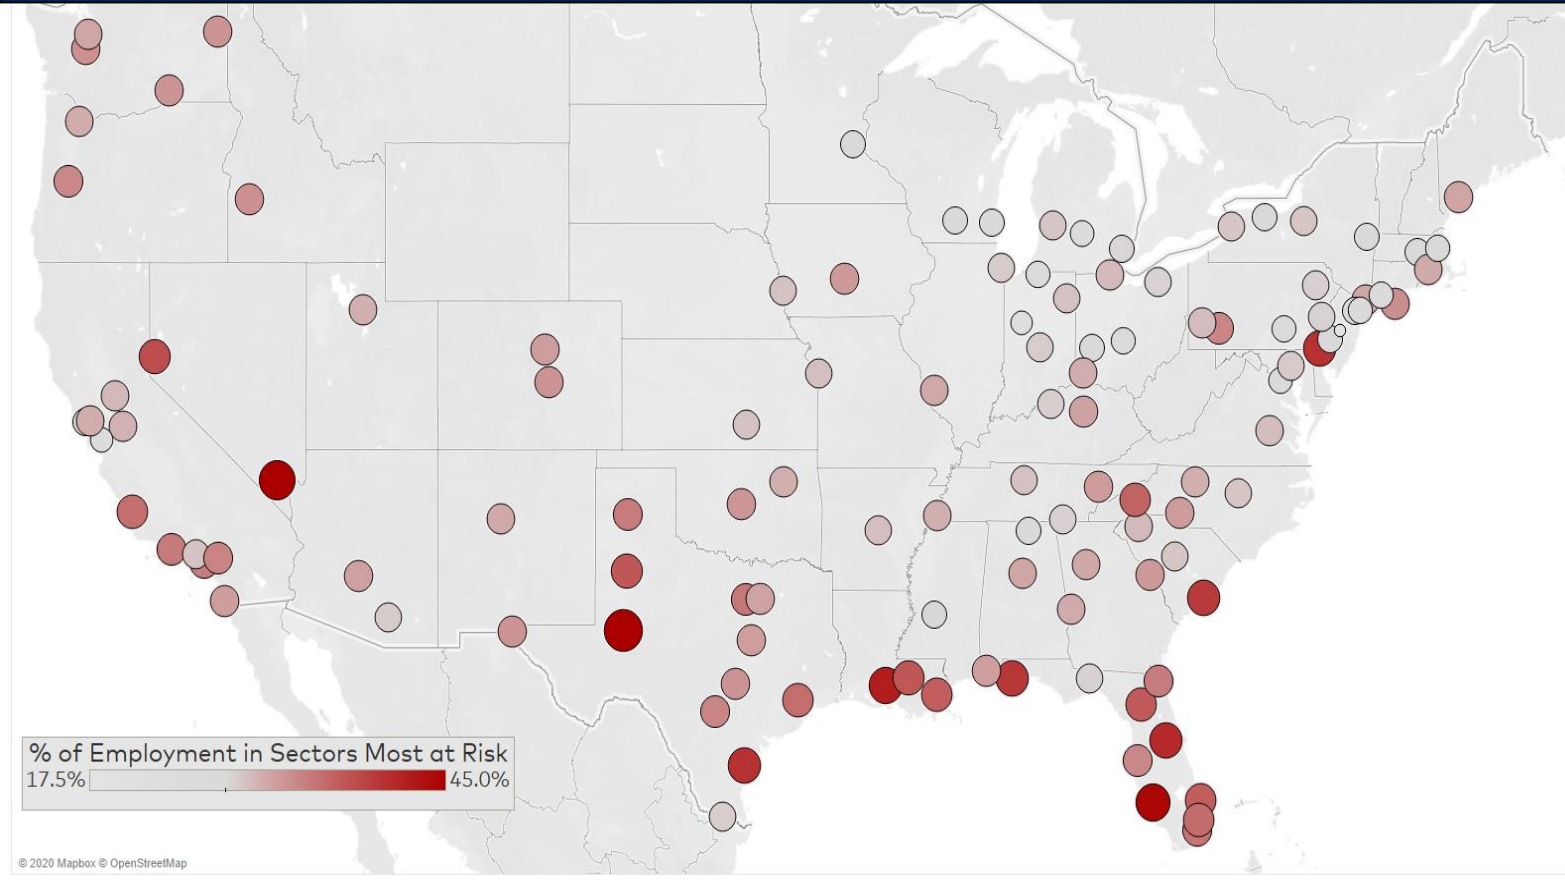 % of Employment in Sectors Most at Risk
17.5% 45.0%
© 2020 Mapbox © OpenStreetMap